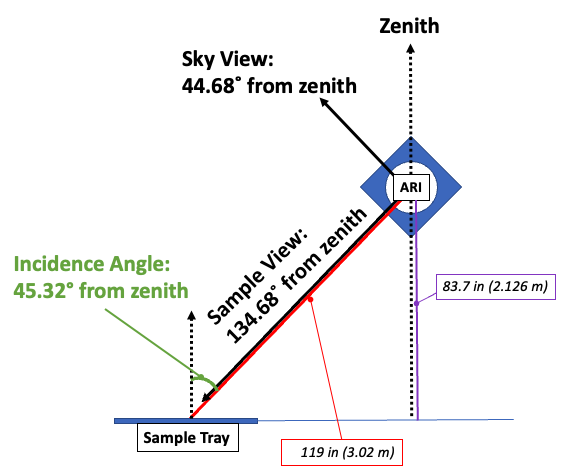 Zenith
Sky View:
44.68˚ from zenith
ARI
Sample View:
134.68˚ from zenith
Incidence Angle:
45.32° from zenith
83.7 in (2.126 m)
Sample Tray
119 in (3.02 m)